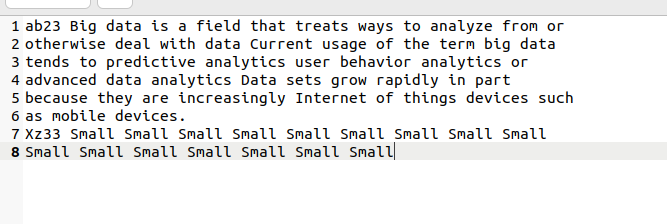 1 ab23 Big data is a field that treats ways to analyze from or
2 otherwise deal with data Current usage of the term big data
3 tends to predictive analytics user behavior analytics or
4 advanced data analytics Data sets grow rapidly in part
5 because they are increasingly Internet of things devices such
6 as mobile devices.
7 Xz33 Small Small Small Small Small Small Small Small Small
8 Small Small Small Small Small Small Small